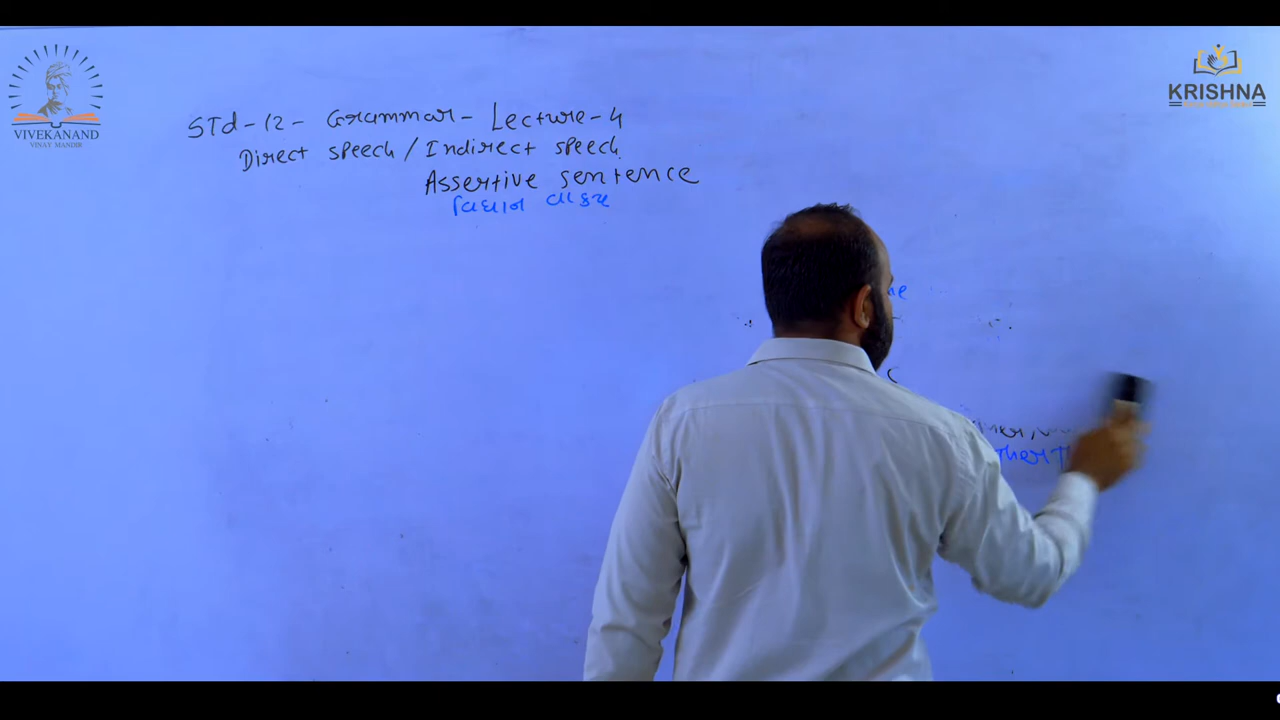 VIVEKANAND
VINAY MANDIR
KRISHNA
STd-12- Grammar- Lecture-4
Direct speech / Indirect speech
Assertive sentence
વિધાન વાક્ય